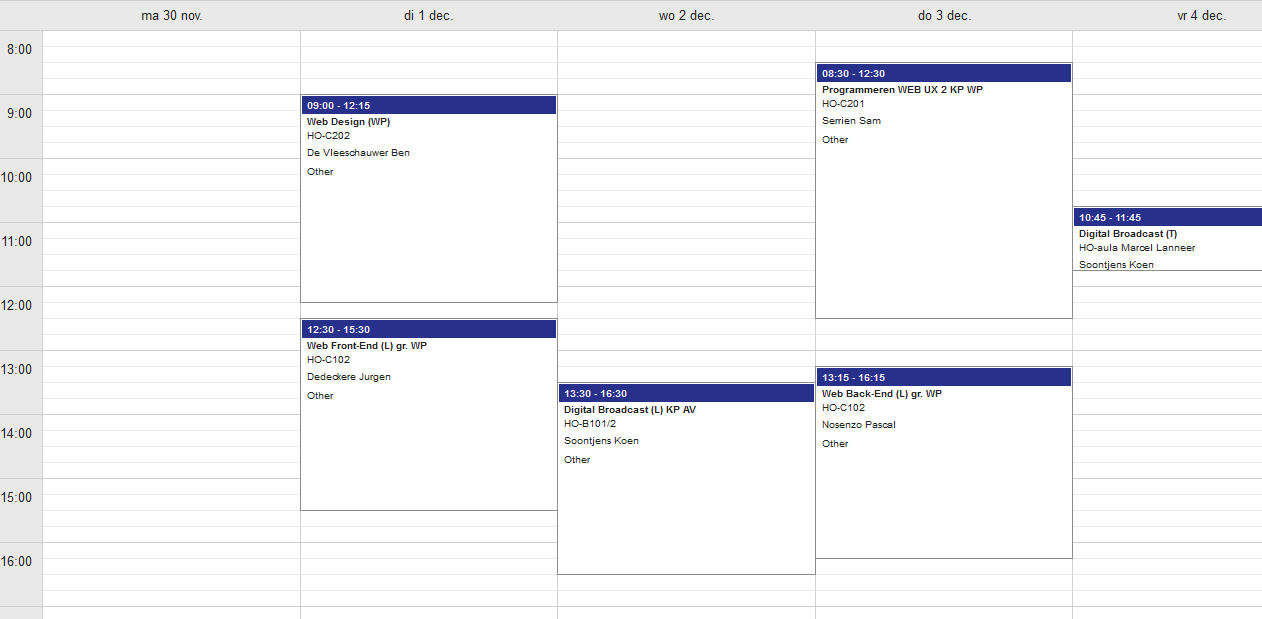 ma 30 nov.
di 1 dec.
wo 2 dec.
do 3 dec.
vr 4 dec.
8:00
9:00
10:00
11:00
12:00
13:00
14:00
15:00
16:00
09:00 - 12:15
Web Design (WP)
HO-C202
De Vleeschauwer Ben
Other
12:30 - 15:30
Web Front-End (L) gr. WP
HO-C102
Dedeckere Jurgen
Other
13:30 - 16:30
Digital Broadcast (L) KP AV
HO-B101/2
Soontjens Koen
Other
08:30 - 12:30
Programmeren WEB UX 2 KP WP
HO-C201
Serrien Sam
Other
13:15 - 16:15
Web Back-End (L) gr. WP
HO-C102
Nosenzo Pascal
Other
10:45 - 11:45
Digital Broadcast (T)
HO-aula Marcel Lanneer
Soontjens Koen